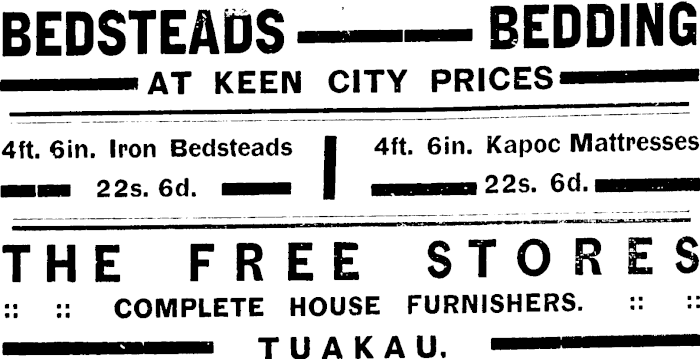 BEDSTEADS — BEDDING
AT KEEN CITY PRICES
4ft. 6in. Iron Bedsteads
22s. 6d.
4ft. 6in. Kapoc Mattresses
22s. 6d.
THE FREE STORES
:: :: COMPLETE HOUSE FURNISHERS. :: ::
TUAKAU.